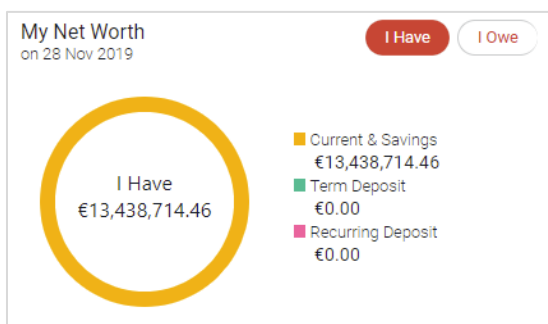 My Net Worth
on 28 Nov 2019
I Have
I Owe
I Have
€13,438,714.46
Current & Savings
€13,438,714.46
Term Deposit
€0.00
Recurring Deposit
€0.00